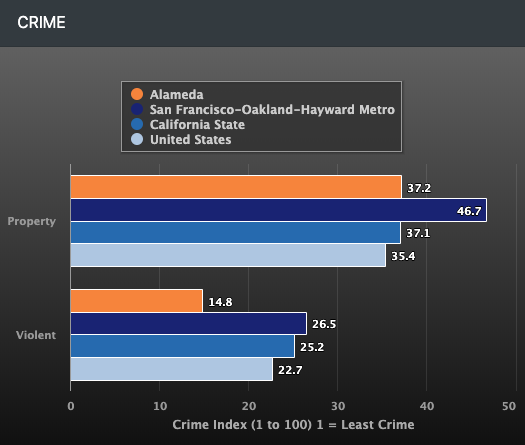 CRIME
Alameda
San Francisco-Oakland-Hayward Metro
California State
United States
Property
37.2
46.7
37.1
35.4
Violent
14.8
26.5
25.2
22.7
0 10 20 30 40 50
Crime Index (1 to 100) 1 = Least Crime